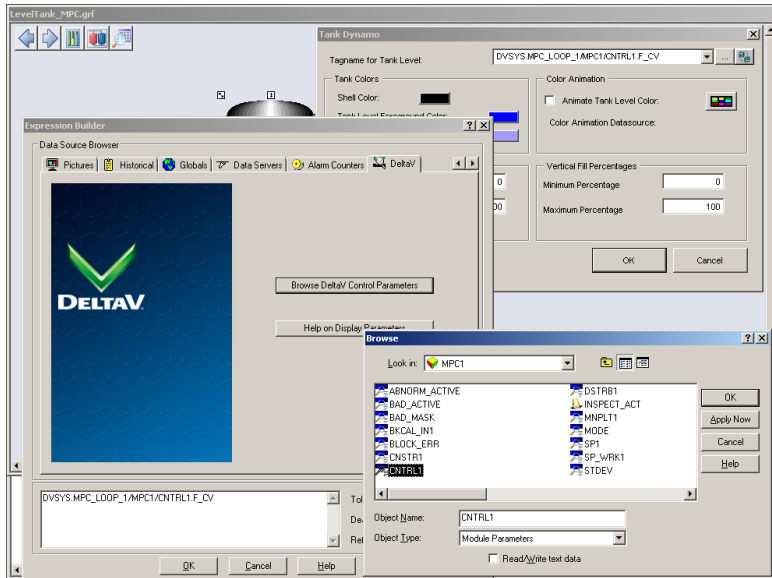 LevelTank_MPC.grf
Tank Dynamo
Tagname for Tank Level:
DVSYS.MPC_LOOP_1/MPC1/CNTRL1.F_CV
...
Tank Colors
Shell Color:
Color Animation
Animate Tank Level Color:
Color Animation Datasource:
Vertical Fill Percentages
Minimum Percentage
0
Maximum Percentage
100
OK
Cancel
Expression Builder
Data Source Browser
Pictures
Historical
Globals
Data Servers
Alarm Counters
DeltaV
DELTAV
Browse DeltaV Control Parameters
Help on Display Parameters
DVSYS.MPC_LOOP_1/MPC1/CNTRL1.F_CV
OK
Cancel
Help
Browse
Look in:
MPC1
ABNORM_ACTIVE
BAD_ACTIVE
BAD_MASK
BKCAL_IN1
BLOCK_ERR
CNSTR1
CNTRL1
DSTRB1
INSPECT_ACT
MNPLT1
MODE
SP1
SP_WRK1
STDEV
OK
Apply Now
Cancel
Help
Object Name:
CNTRL1
Object Type:
Module Parameters
Read/Write text data